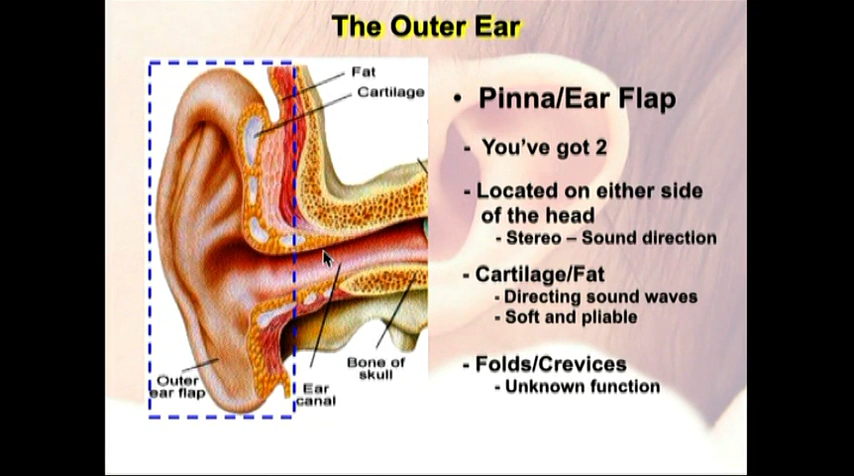 The Outer Ear
Fat
Cartilage
Outer
ear flap
Ear
canal
Bone of
skull
• Pinna/Ear Flap
- You've got 2
- Located on either side
of the head
- Stereo – Sound direction
- Cartilage/Fat
- Directing sound waves
- Soft and pliable
- Folds/Crevices
- Unknown function